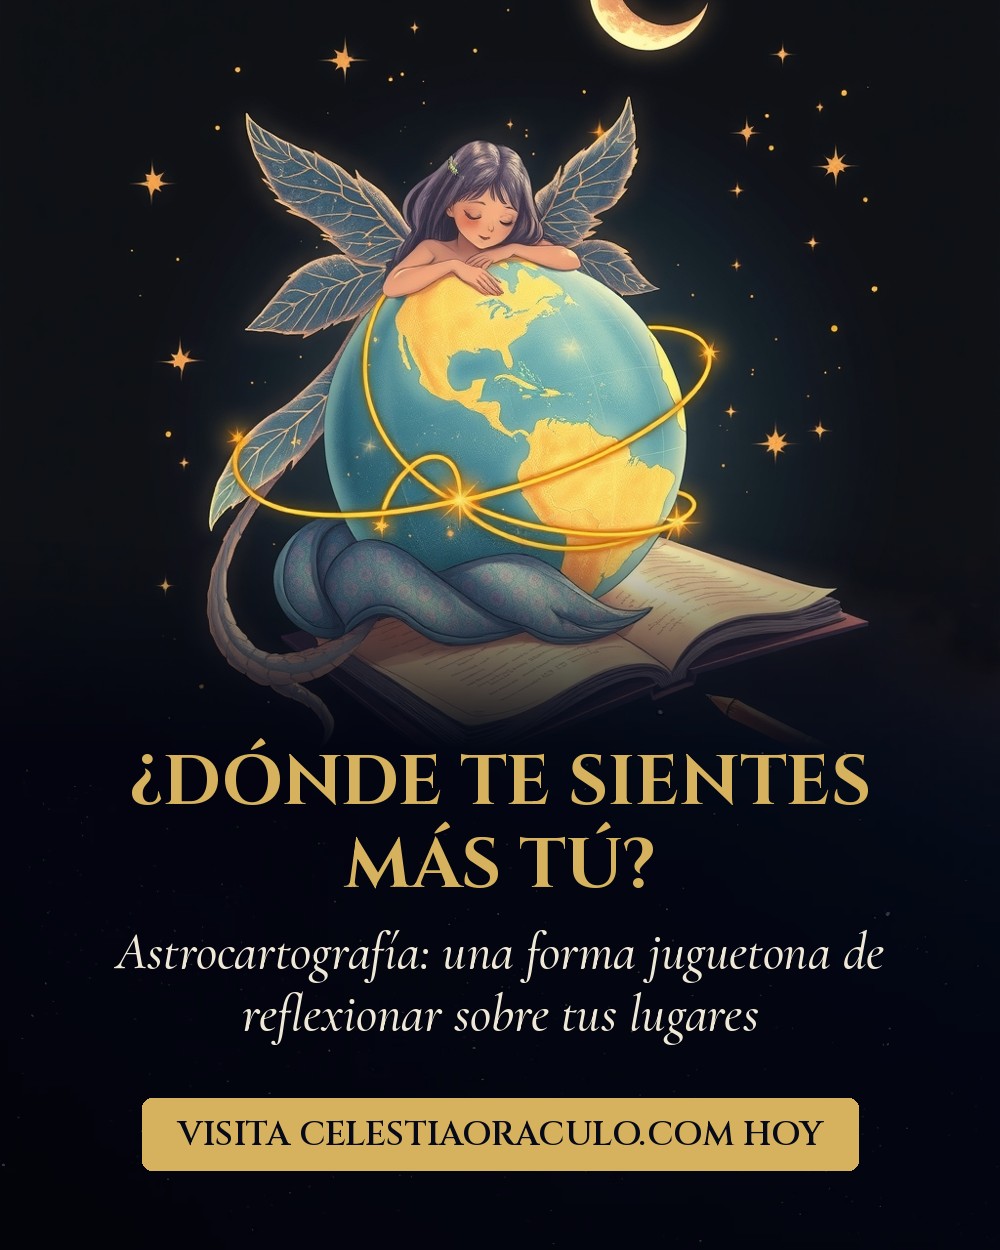 ¿DÓNDE TE SIENTES
MÁS TÚ?
Astrocartografía: una forma juguetona de
reflexionar sobre tus lugares
VISITA CELESTIAORACULO.COM HOY